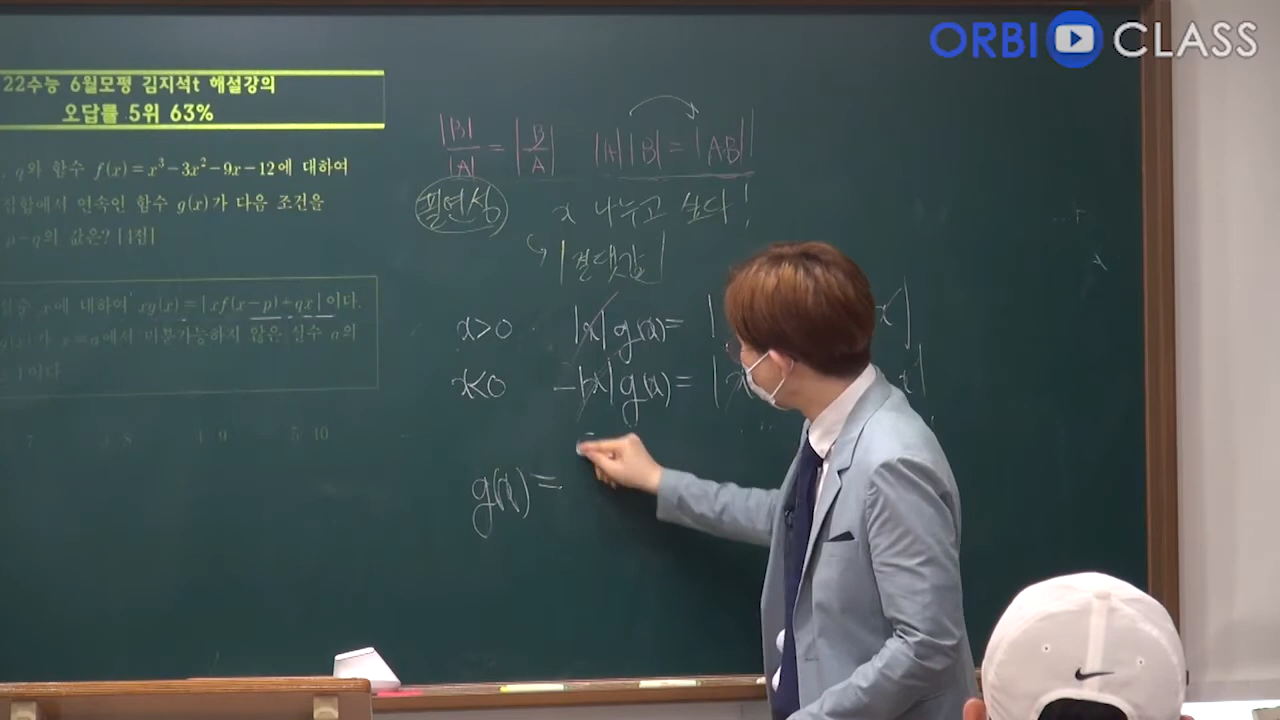 ORBI CLASS
22수능 6월모평 김지석t 해설강의
오답률 5위 63%
, q와 함수 f(x)=x³-3x²-9x-12에 대하여
집합에서 연속인 함수 g(x)가 다음 조건을
p-q의 값은? [4점]
실수 x에 대하여 xg(x)=|xf(x-p)+qx|이다.
g(x)가 x=a에서 미분가능하지 않은 실수 a의
1이다
7 8 9 10
|B|/|A| = |B/A| |A||B|=|AB|
필연성 x 나누고 싶다!
|절댓값|
x>0 |x|g(x)= | x|
x<0 -|x|g(x)= |x x|
g(x)=